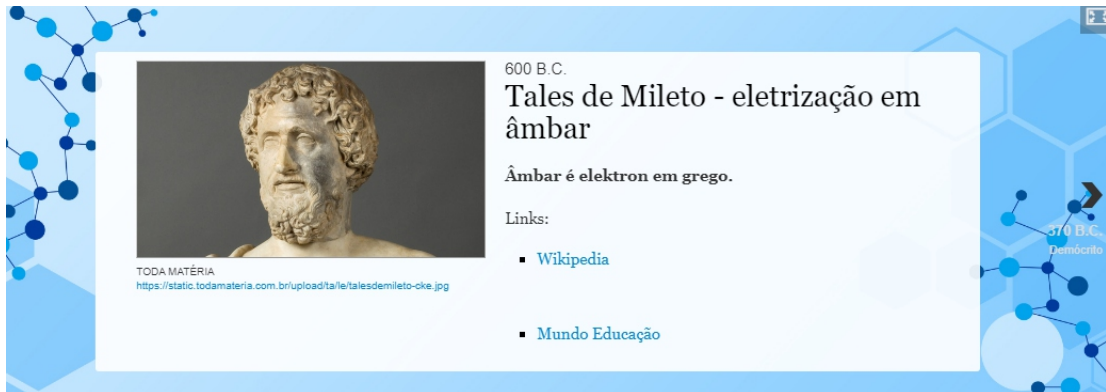 600 B.C.
Tales de Mileto - eletrização em
âmbar
Âmbar é elektron em grego.
Links:
Wikipedia
Mundo Educação
TODA MATÉRIA
https://static.todamateria.com.br/upload/ta/le/talesdemileto-cke.jpg
370 B.C.
Demócrito